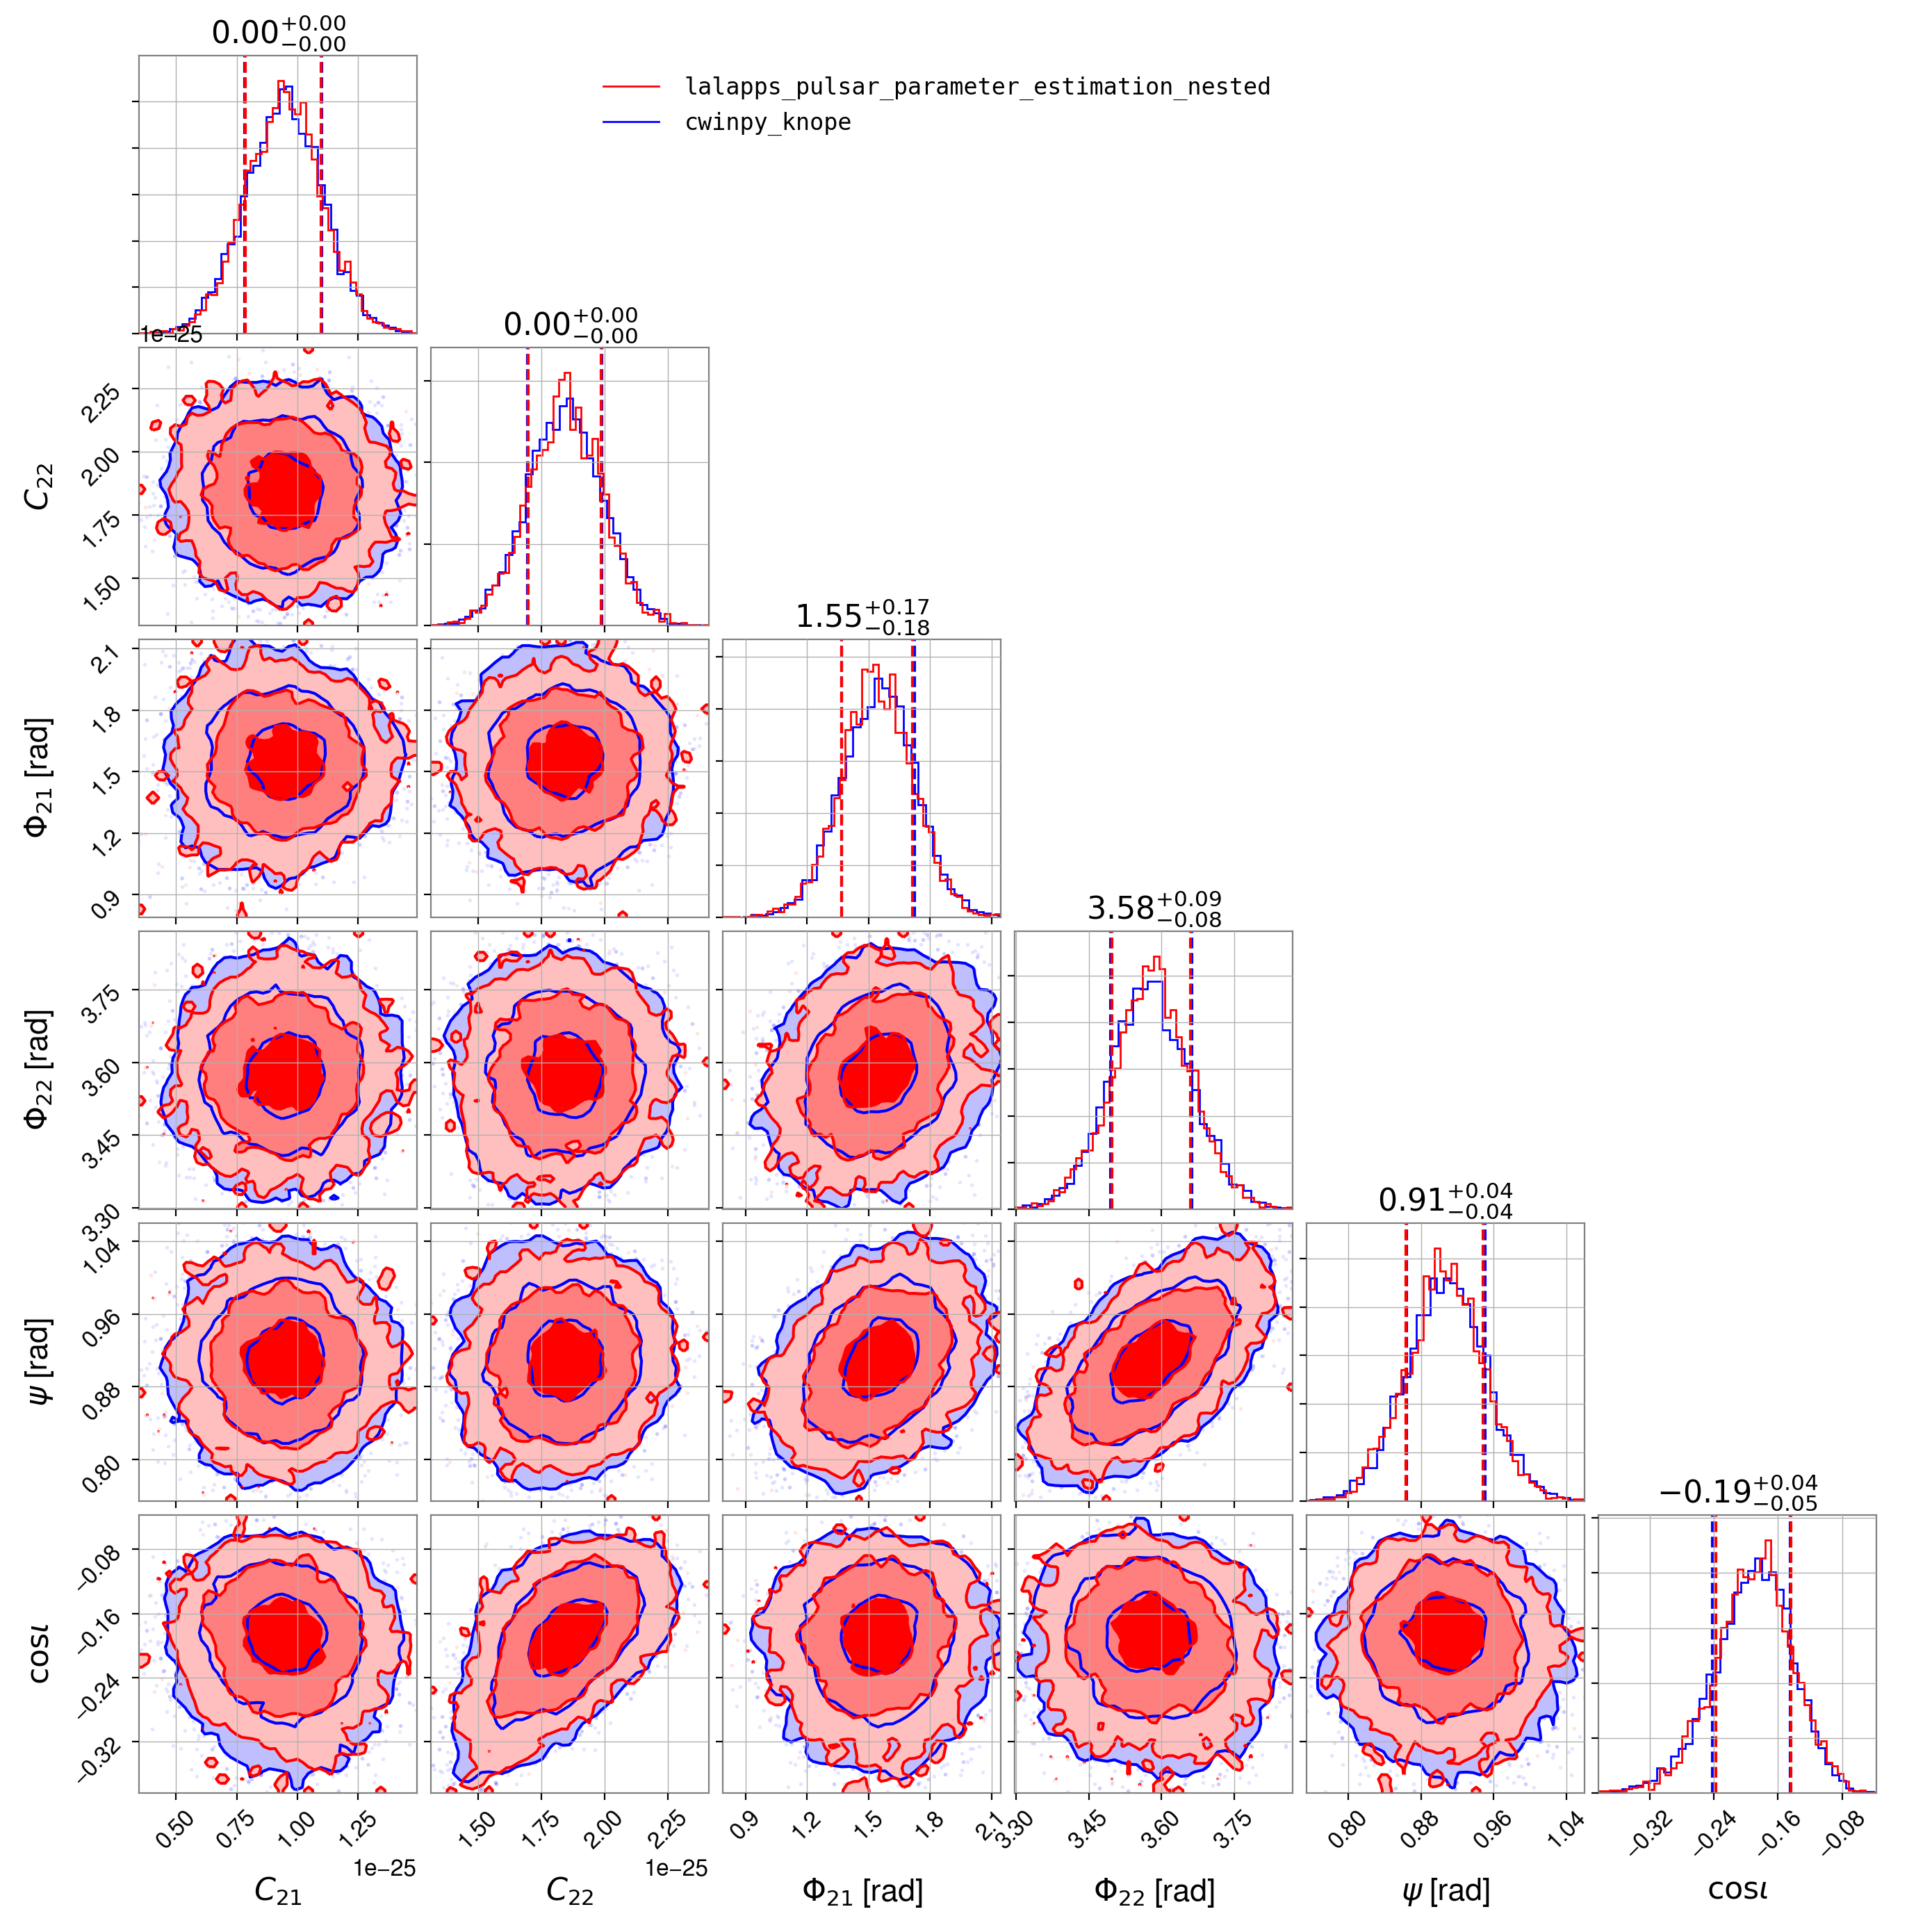 0.00+0.00−0.00
lalapps_pulsar_parameter_estimation_nested
cwinpy_knope
1e−25
0.00+0.00−0.00
C22
2.25
2.00
1.75
1.50
1.55+0.17−0.18
Φ21 [rad]
2.1
1.8
1.5
1.2
0.9
3.58+0.09−0.08
Φ22 [rad]
3.75
3.60
3.45
3.30
0.91+0.04−0.04
ψ [rad]
1.04
0.96
0.88
0.80
−0.19+0.04−0.05
cosι
−0.08
−0.16
−0.24
−0.32
0.50 0.75 1.00 1.25
1.50 1.75 2.00 2.25
0.9 1.2 1.5 1.8 2.1
3.30 3.45 3.60 3.75
0.80 0.88 0.96 1.04
−0.32 −0.24 −0.16 −0.08
1e−25 1e−25
C21 C22 Φ21 [rad] Φ22 [rad] ψ [rad] cosι